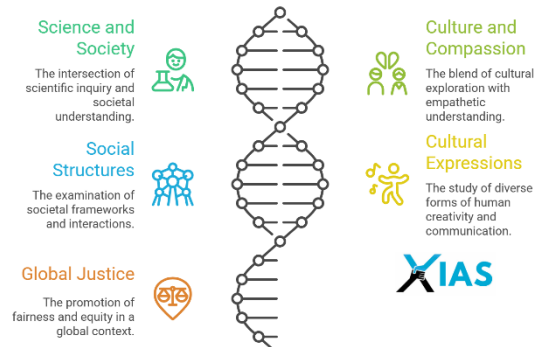 Science and
Society
The intersection of
scientific inquiry and
societal
understanding.
Culture and
Compassion
The blend of cultural
exploration with
empathetic
understanding.
Social
Structures
The examination of
societal frameworks
and interactions.
Cultural
Expressions
The study of diverse
forms of human
creativity and
communication.
XIAS
Global Justice
The promotion of
fairness and equity in a
global context.